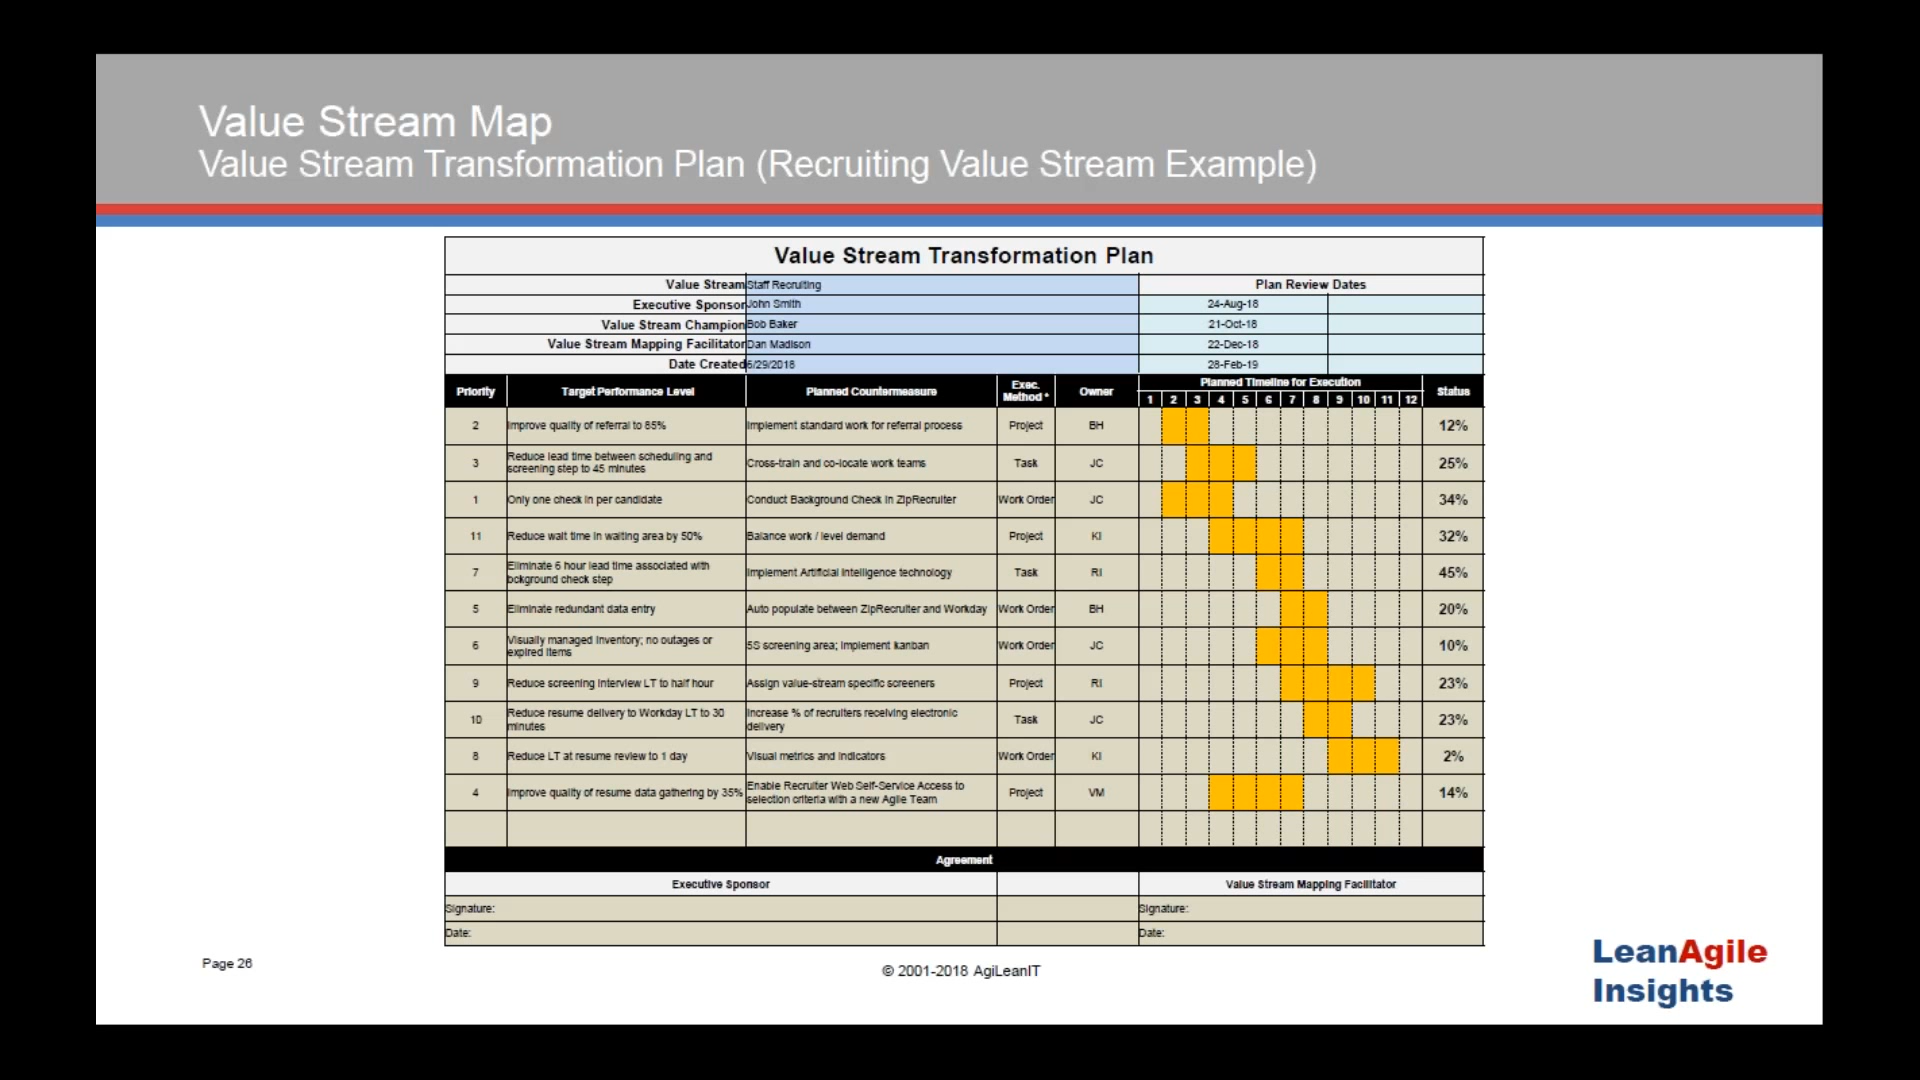 Value Stream Map
Value Stream Transformation Plan (Recruiting Value Stream Example)
Value Stream Transformation Plan
Value Stream Staff Recruiting Plan Review Dates
Executive Sponsor John Smith 24-Aug-18
Value Stream Champion Bob Baker 21-Oct-18
Value Stream Mapping Facilitator Dan Madison 22-Dec-18
Date Created /29/2018 28-Feb-19
Priority Target Performance Level Planned Countermeasure Exec. Method * Owner Planned Timeline for Execution Status
1 2 3 4 5 6 7 8 9 10 11 12
2 Improve quality of referral to 85% Implement standard work for referral process Project BH 12%
3 Reduce lead time between scheduling and screening step to 45 minutes Cross-train and co-locate work teams Task JC 25%
1 Only one check in per candidate Conduct Background Check in ZipRecruiter Work Order JC 34%
11 Reduce wait time in waiting area by 50% Balance work / level demand Project KI 32%
7 Eliminate 6 hour lead time associated with bckground check step Implement Artificial Intelligence technology Task RI 45%
5 Eliminate redundant data entry Auto populate between ZipRecruiter and Workday Work Order BH 20%
6 Visually managed inventory; no outages or expired items 5S screening area; implement kanban Work Order JC 10%
9 Reduce screening interview LT to half hour Assign value-stream specific screeners Project RI 23%
10 Reduce resume delivery to Workday LT to 30 minutes Increase % of recruiters receiving electronic delivery Task JC 23%
8 Reduce LT at resume review to 1 day Visual metrics and indicators Work Order KI 2%
4 Improve quality of resume data gathering by 35% Enable Recruiter Web Self-Service Access to selection criteria with a new Agile Team Project VM 14%
Agreement
Executive Sponsor Value Stream Mapping Facilitator
Signature: Signature:
Date: Date:
Page 26
© 2001-2018 AgiLeanIT
LeanAgile
Insights